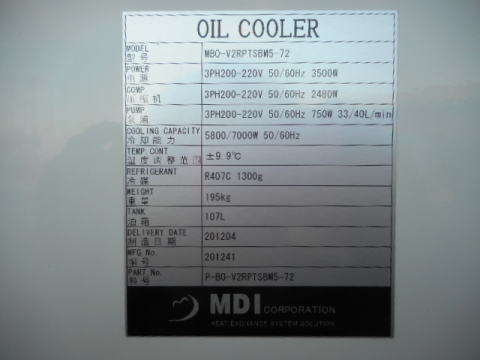 OIL COOLER
MODEL
型号
MBO-V2RPTSBM5-72
POWER
电源
3PH200-220V 50/60Hz 3500W
COMP.
压缩机
3PH200-220V 50/60Hz 2480W
PUMP
泵浦
3PH200-220V 50/60Hz 750W 33/40L/min
COOLING CAPACITY
冷却能力
5800/7000W 50/60Hz
TEMP.CONT
温度调整范围
±9.9℃
REFRIGERANT
冷媒
R407C 1300g
WEIGHT
重量
195kg
TANK
油箱
107L
DELIVERY DATE
制造日期
201204
MFG.No.
编号
201241
PART.No.
料号
P-BO-V2RPTSBM5-72
MDI CORPORATION
HEAT EXCHANGE SYSTEM SOLUTION